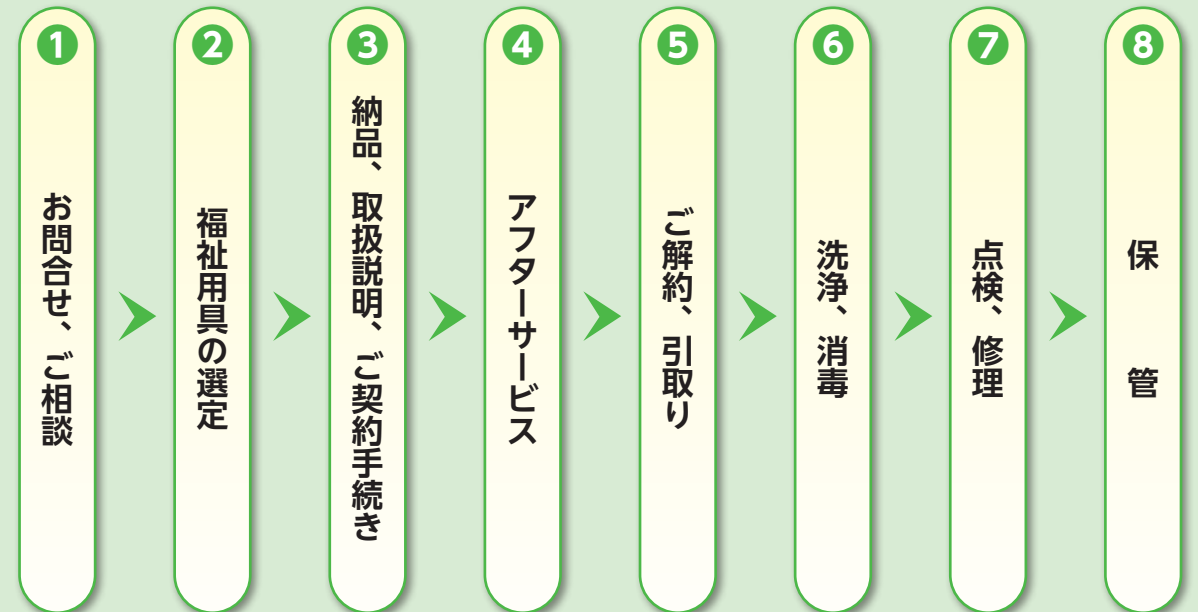 1
お問合せ、ご相談
2
福祉用具の選定
3
納品、取扱説明、ご契約手続き
4
アフターサービス
5
ご解約、引取り
6
洗浄、消毒
7
点検、修理
8
保管